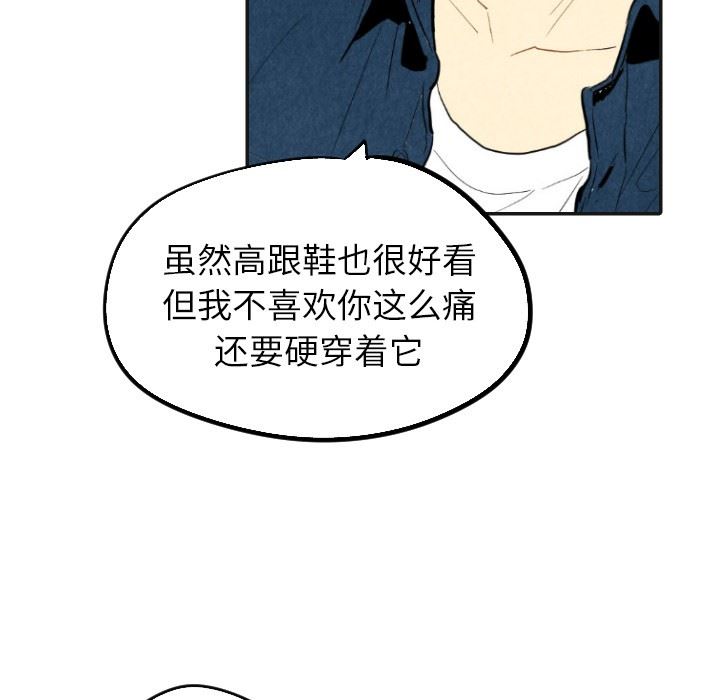 虽然高跟鞋也很好看
但我不喜欢你这么痛
还要硬穿着它